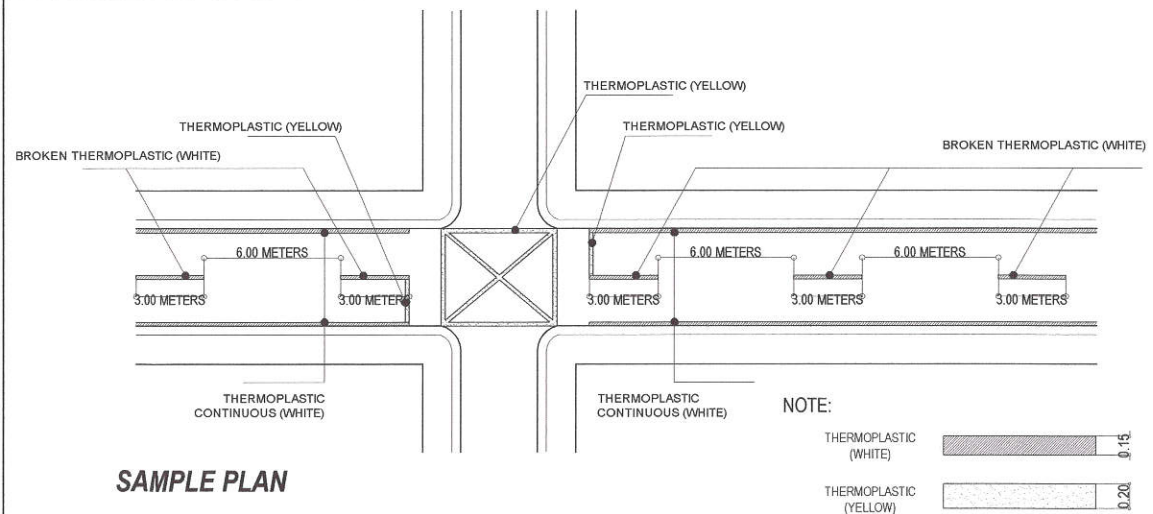 THERMOPLASTIC (YELLOW)
THERMOPLASTIC (YELLOW)
THERMOPLASTIC (YELLOW)
BROKEN THERMOPLASTIC (WHITE)
BROKEN THERMOPLASTIC (WHITE)
6.00 METERS
6.00 METERS
6.00 METERS
3.00 METERS
3.00 METERS
3.00 METERS
3.00 METERS
3.00 METERS
THERMOPLASTIC
CONTINUOUS (WHITE)
THERMOPLASTIC
CONTINUOUS (WHITE)
NOTE:
THERMOPLASTIC
(WHITE)
0.15
SAMPLE PLAN
THERMOPLASTIC
(YELLOW)
0.20